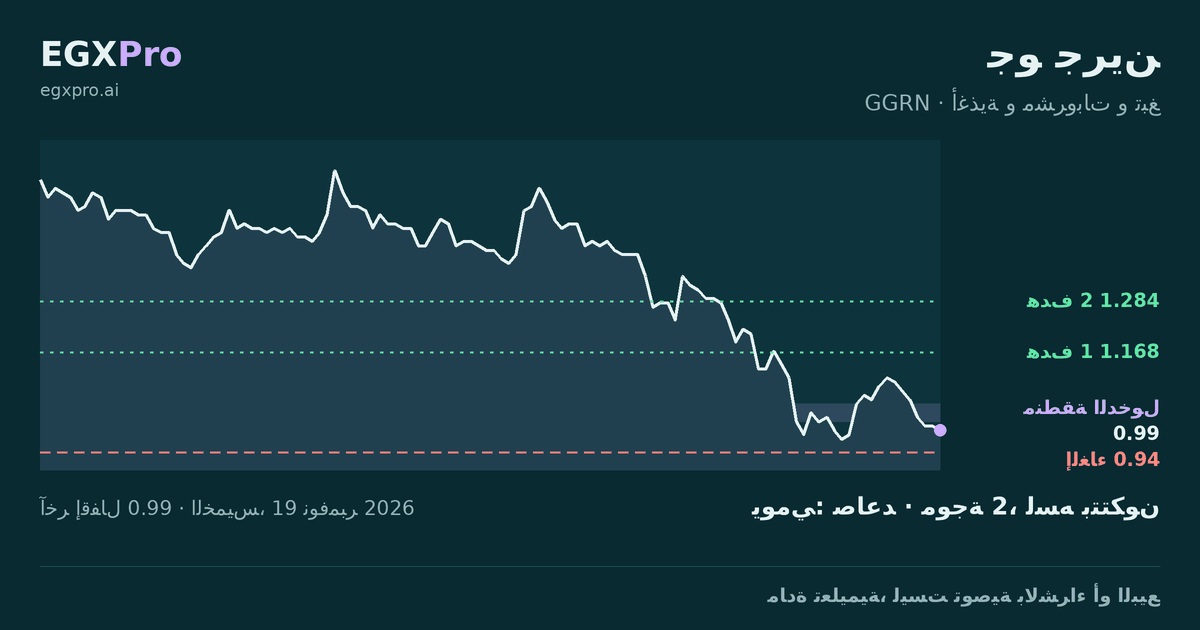 EGXPro
egxpro.ai
جو جرين
GGRN · أغذية و مشروبات و تبغ
هدف 2 1.284
هدف 1 1.168
منطقة الدخول
0.99
إلغاء 0.94
آخر إقفال 0.99 · الخميس، 19 نوفمبر 2026
يومي: صاعد · موجة 2، لسه بتتكون
مادة تعليمية، ليست توصية بالشراء أو البيع